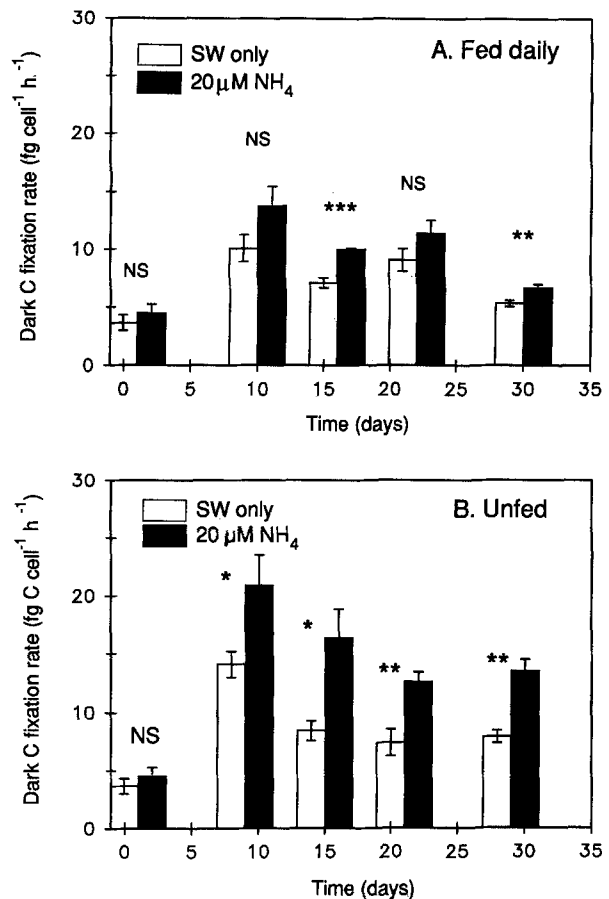 30
SW only
20 µM NH4
A. Fed daily
NS
NS
***
NS
**
20
10
0
Dark C fixation rate (fg cell-1 h.-1)
0 5 10 15 20 25 30 35
Time (days)
30
SW only
20 µM NH4
B. Unfed
NS
*
*
**
**
20
10
0
Dark C fixation rate (fg C cell-1 h-1)
0 5 10 15 20 25 30 35
Time (days)